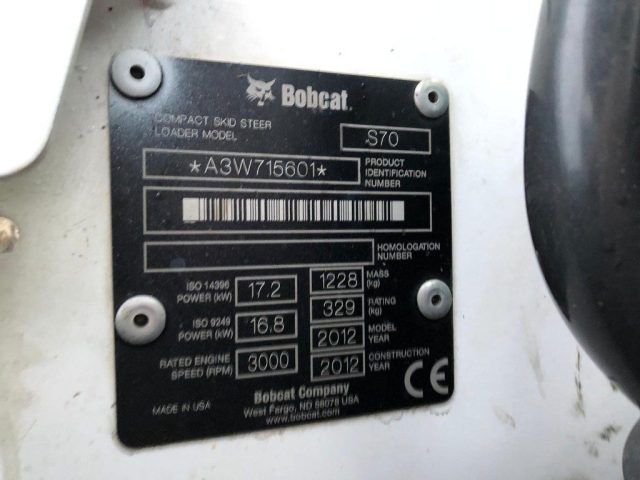 Bobcat
COMPACT SKID STEER
LOADER MODEL
S70
*A3W715601*
PRODUCT
IDENTIFICATION
NUMBER
HOMOLOGATION
NUMBER
ISO 14396
POWER (kW)
17.2
1228
MASS
(kg)
329
RATING
(kg)
ISO 9249
POWER (kW)
16.8
2012
MODEL
YEAR
RATED ENGINE
SPEED (RPM)
3000
2012
CONSTRUCTION
YEAR
CE
MADE IN USA
Bobcat Company
West Fargo, ND 58078 USA
www.bobcat.com